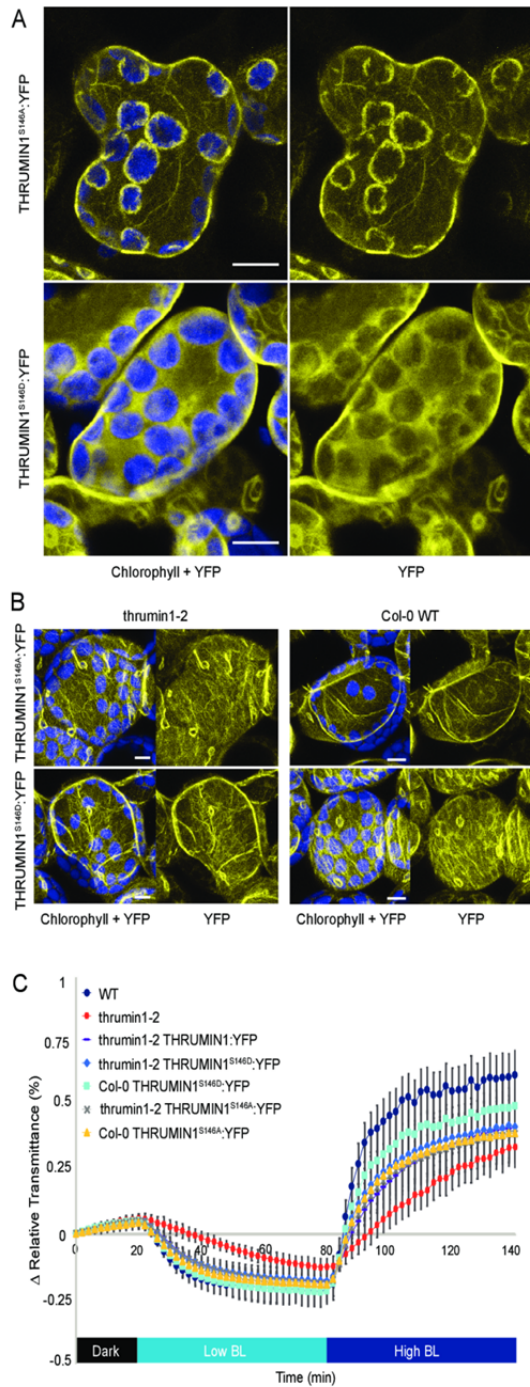 A
THRUMIN1S146A:YFP
THRUMIN1S146D:YFP
Chlorophyll + YFP
YFP
B
thrumin1-2
Col-0 WT
THRUMIN1S146A:YFP
THRUMIN1S146D:YFP
Chlorophyll + YFP
YFP
Chlorophyll + YFP
YFP
C
Δ Relative Transmittance (%)
1
0.75
0.5
0.25
0
-0.25
-0.5
WT
thrumin1-2
thrumin1-2 THRUMIN1:YFP
thrumin1-2 THRUMIN1S146D:YFP
Col-0 THRUMIN1S146D:YFP
thrumin1-2 THRUMIN1S146A:YFP
Col-0 THRUMIN1S146A:YFP
0 20 40 60 80 100 120 140
Dark Low BL High BL
Time (min)